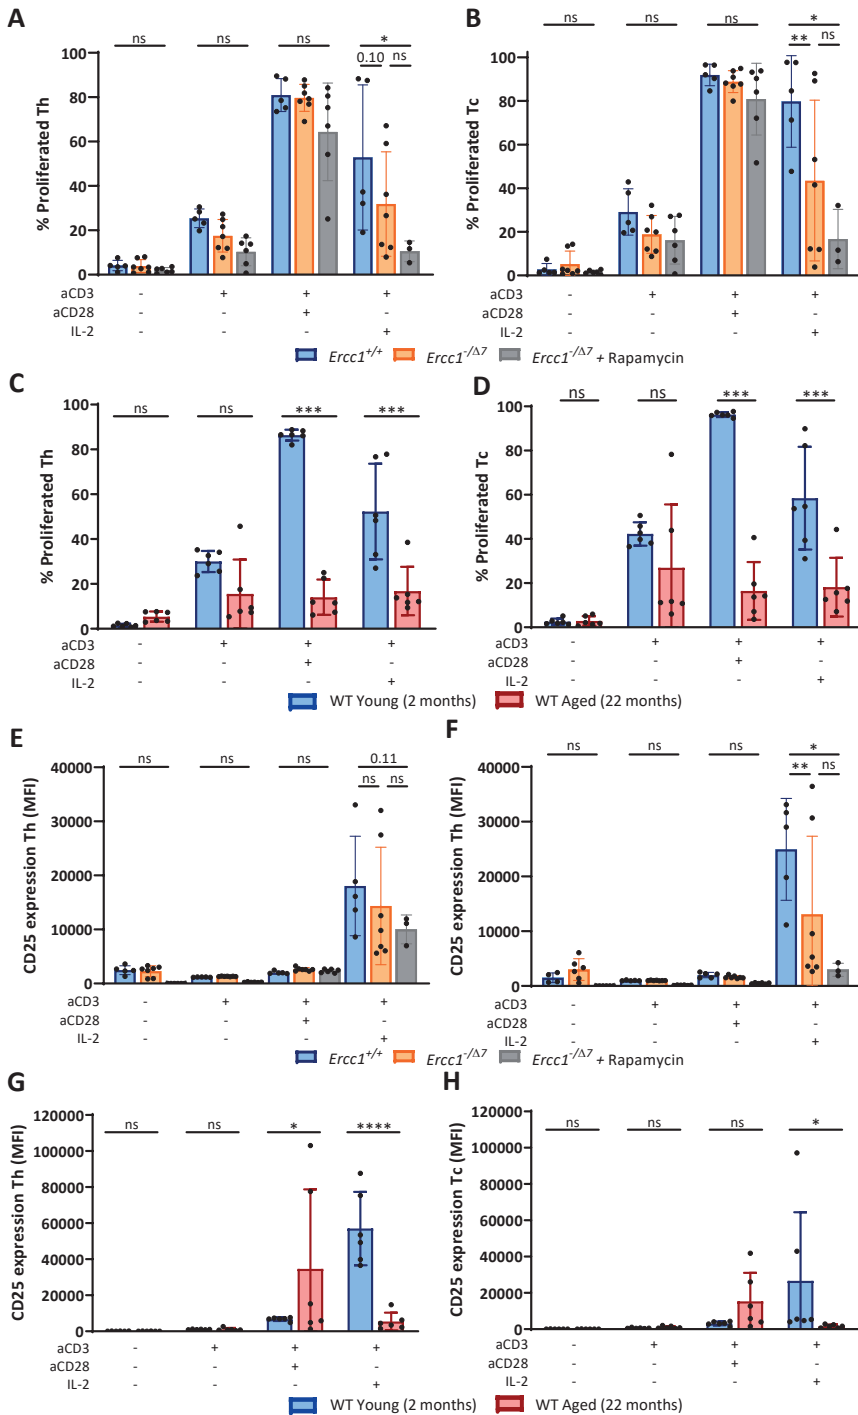 A
ns
ns
ns
*
0.10
ns
% Proliferated Th
100
80
60
40
20
0
aCD3 - + + +
aCD28 - - + -
IL-2 - - - +
B
ns
ns
ns
*
**
ns
% Proliferated Tc
100
80
60
40
20
0
aCD3 - + + +
aCD28 - - + -
IL-2 - - - +
Ercc1+/+ Ercc1-/Δ7 Ercc1-/Δ7 + Rapamycin
C
ns
ns
***
***
% Proliferated Th
100
80
60
40
20
0
aCD3 - + + +
aCD28 - - + -
IL-2 - - - +
D
ns
ns
***
***
% Proliferated Tc
100
80
60
40
20
0
aCD3 - + + +
aCD28 - - + -
IL-2 - - - +
WT Young (2 months) WT Aged (22 months)
E
ns
ns
ns
0.11
ns
ns
CD25 expression Th (MFI)
40000
30000
20000
10000
0
aCD3 - + + +
aCD28 - - + -
IL-2 - - - +
F
ns
ns
ns
*
**
ns
CD25 expression Th (MFI)
40000
30000
20000
10000
0
aCD3 - + + +
aCD28 - - + -
IL-2 - - - +
Ercc1+/+ Ercc1-/Δ7 Ercc1-/Δ7 + Rapamycin
G
ns
ns
*
****
CD25 expression Th (MFI)
120000
100000
80000
60000
40000
20000
0
aCD3 - + + +
aCD28 - - + -
IL-2 - - - +
H
ns
ns
ns
*
CD25 expression Tc (MFI)
120000
100000
80000
60000
40000
20000
0
aCD3 - + + +
aCD28 - - + -
IL-2 - - - +
WT Young (2 months) WT Aged (22 months)